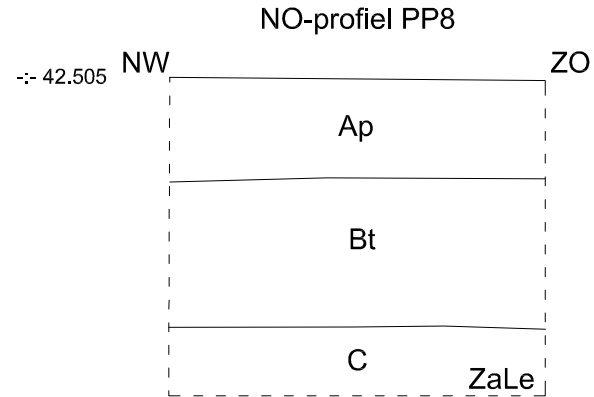 NO-profiel PP8
NW ZO
-:- 42.505
Ap
Bt
C
ZaLe